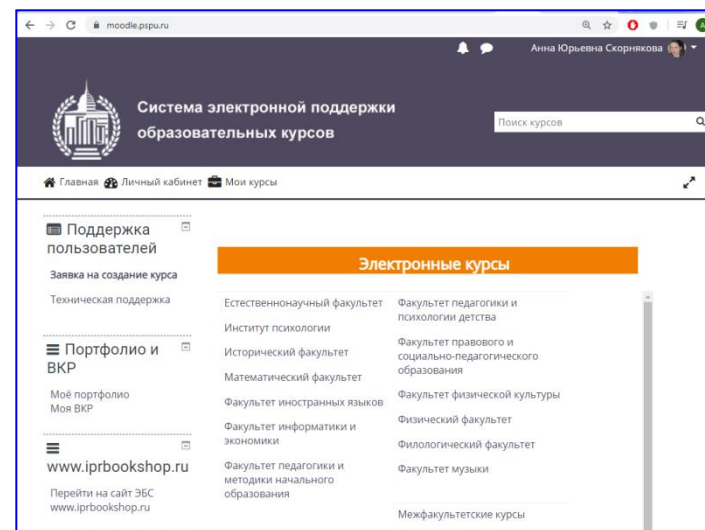 moodle.pspu.ru
Анна Юрьевна Скорнякова
Система электронной поддержки
образовательных курсов
Поиск курсов
Главная Личный кабинет Мои курсы
Поддержка
пользователей
Заявка на создание курса
Техническая поддержка
Портфолио и
ВКР
Моё портфолио
Моя ВКР
www.iprbookshop.ru
Перейти на сайт ЭБС
www.iprbookshop.ru
Электронные курсы
Естественнонаучный факультет
Институт психологии
Исторический факультет
Математический факультет
Факультет иностранных языков
Факультет информатики и
экономики
Факультет педагогики и
методики начального
образования
Факультет педагогики и
психологии детства
Факультет правового и
социально-педагогического
образования
Факультет физической культуры
Физический факультет
Филологический факультет
Факультет музыки
Межфакультетские курсы